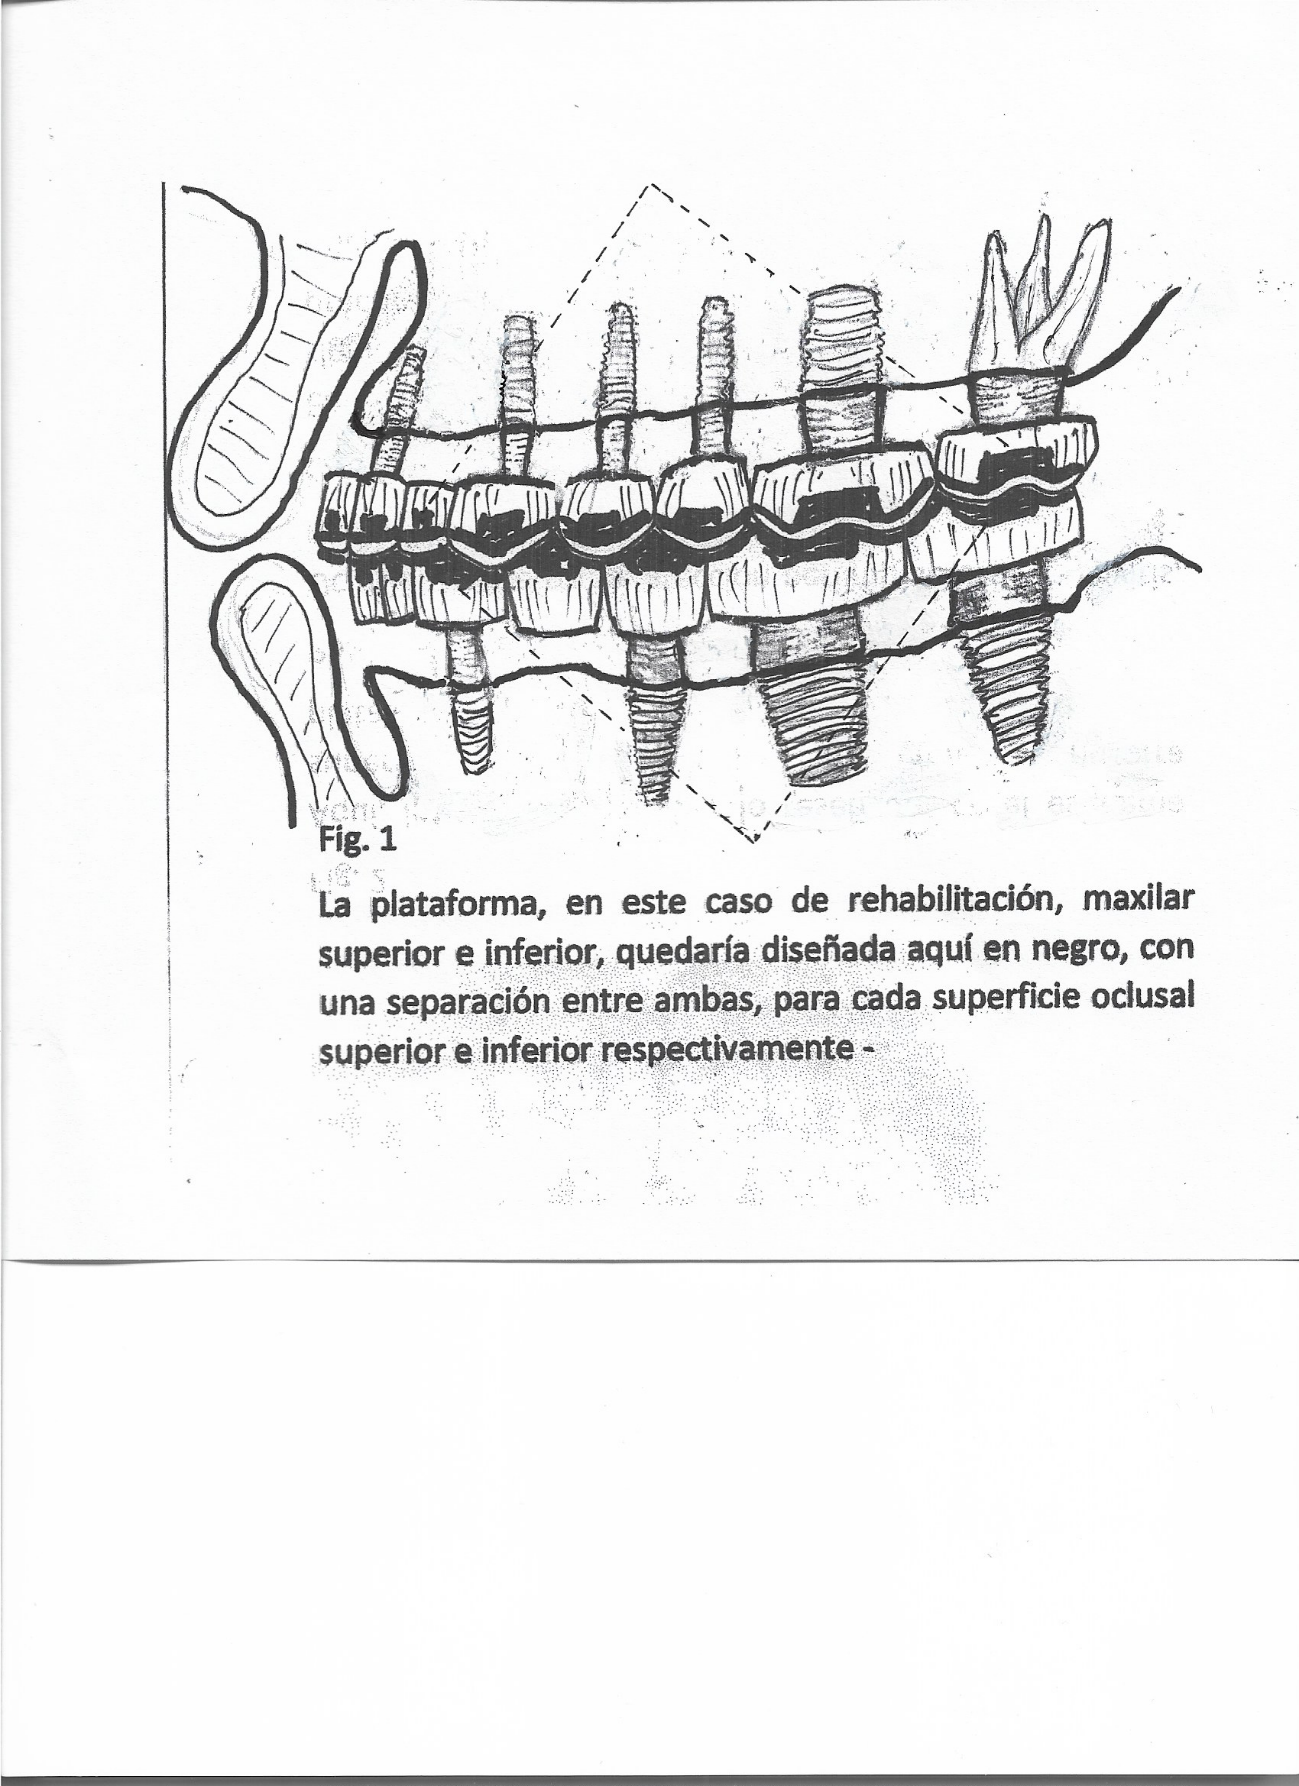 Fig. 1
La plataforma, en este caso de rehabilitación, maxilar
superior e inferior, quedaría diseñada aquí en negro, con
una separación entre ambas, para cada superficie oclusal
superior e inferior respectivamente -